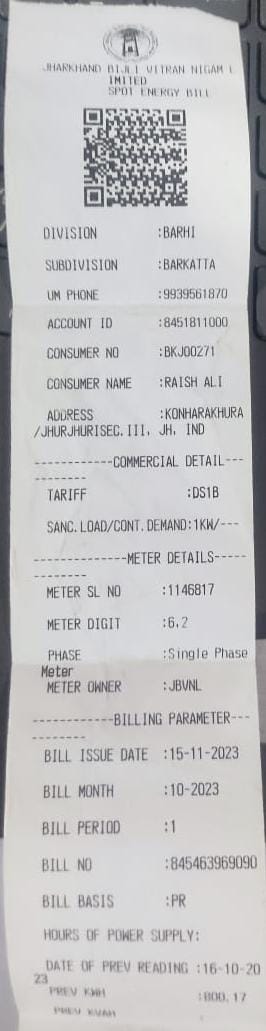 JHARKHAND BIJLI VITRAN NIGAM L
IMITED
SPOT ENERGY BILL
DIVISION :BARHI
SUBDIVISION :BARKATTA
UM PHONE :9939561870
ACCOUNT ID :8451811000
CONSUMER NO :BKJ00271
CONSUMER NAME :RAISH ALI
ADDRESS :KONHARAKHURA
/JHURJHURISEC.III, JH, IND
------------COMMERCIAL DETAIL---
--------
TARIFF :DS1B
SANC.LOAD/CONT.DEMAND:1KW/---
--------------METER DETAILS-----
--------
METER SL NO :1146817
METER DIGIT :6.2
PHASE :Single Phase
Meter
METER OWNER :JBVNL
------------BILLING PARAMETER---
--------
BILL ISSUE DATE :15-11-2023
BILL MONTH :10-2023
BILL PERIOD :1
BILL NO :845463969090
BILL BASIS :PR
HOURS OF POWER SUPPLY:
DATE OF PREV READING :16-10-20
23
PREV KWH :800.17
PREV KVAH